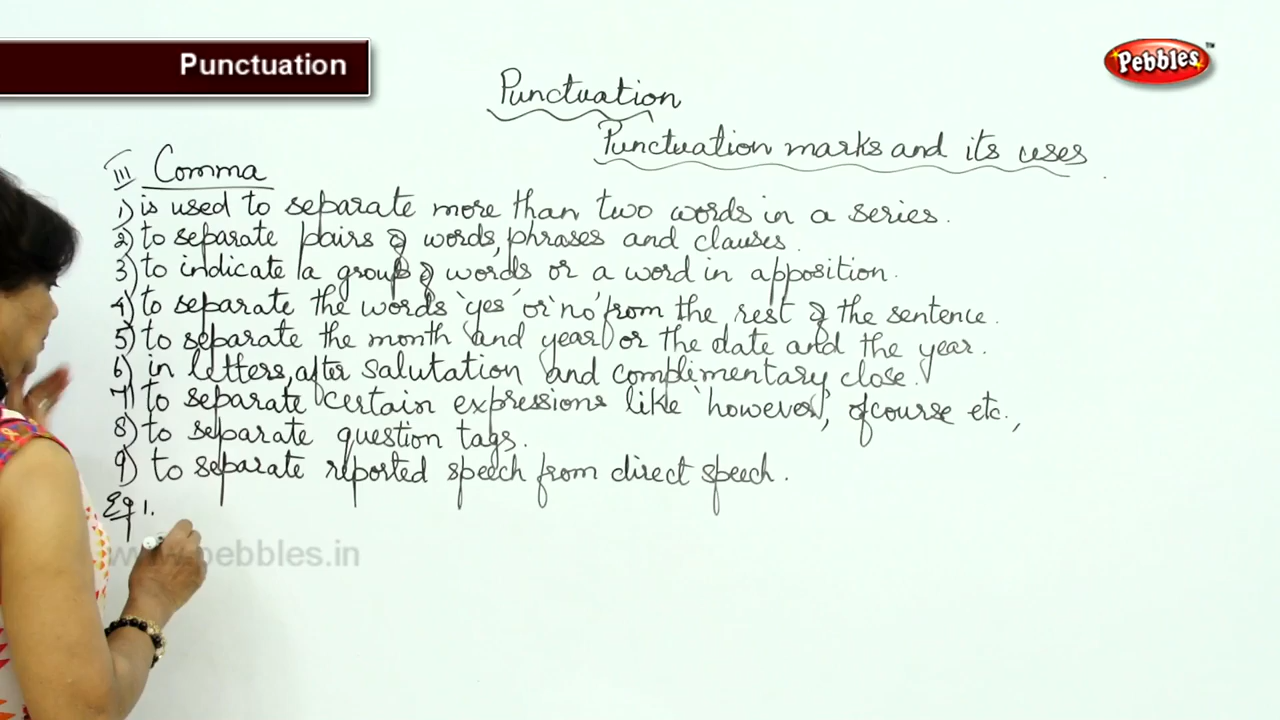 Punctuation
Pebbles™
Punctuation
Punctuation marks and its uses
III Comma
1) is used to separate more than two words in a series.
2) to separate pairs of words, phrases and clauses.
3) to indicate a group of words or a word in apposition.
4) to separate the words 'yes' or 'no' from the rest of the sentence.
5) to separate the month and year or the date and the year.
6) in letters, after salutation and complimentary close.
7) to separate certain expressions like 'however', ofcourse etc.,
8) to separate question tags.
9) to separate reported speech from direct speech.
Eg 1.
www.pebbles.in